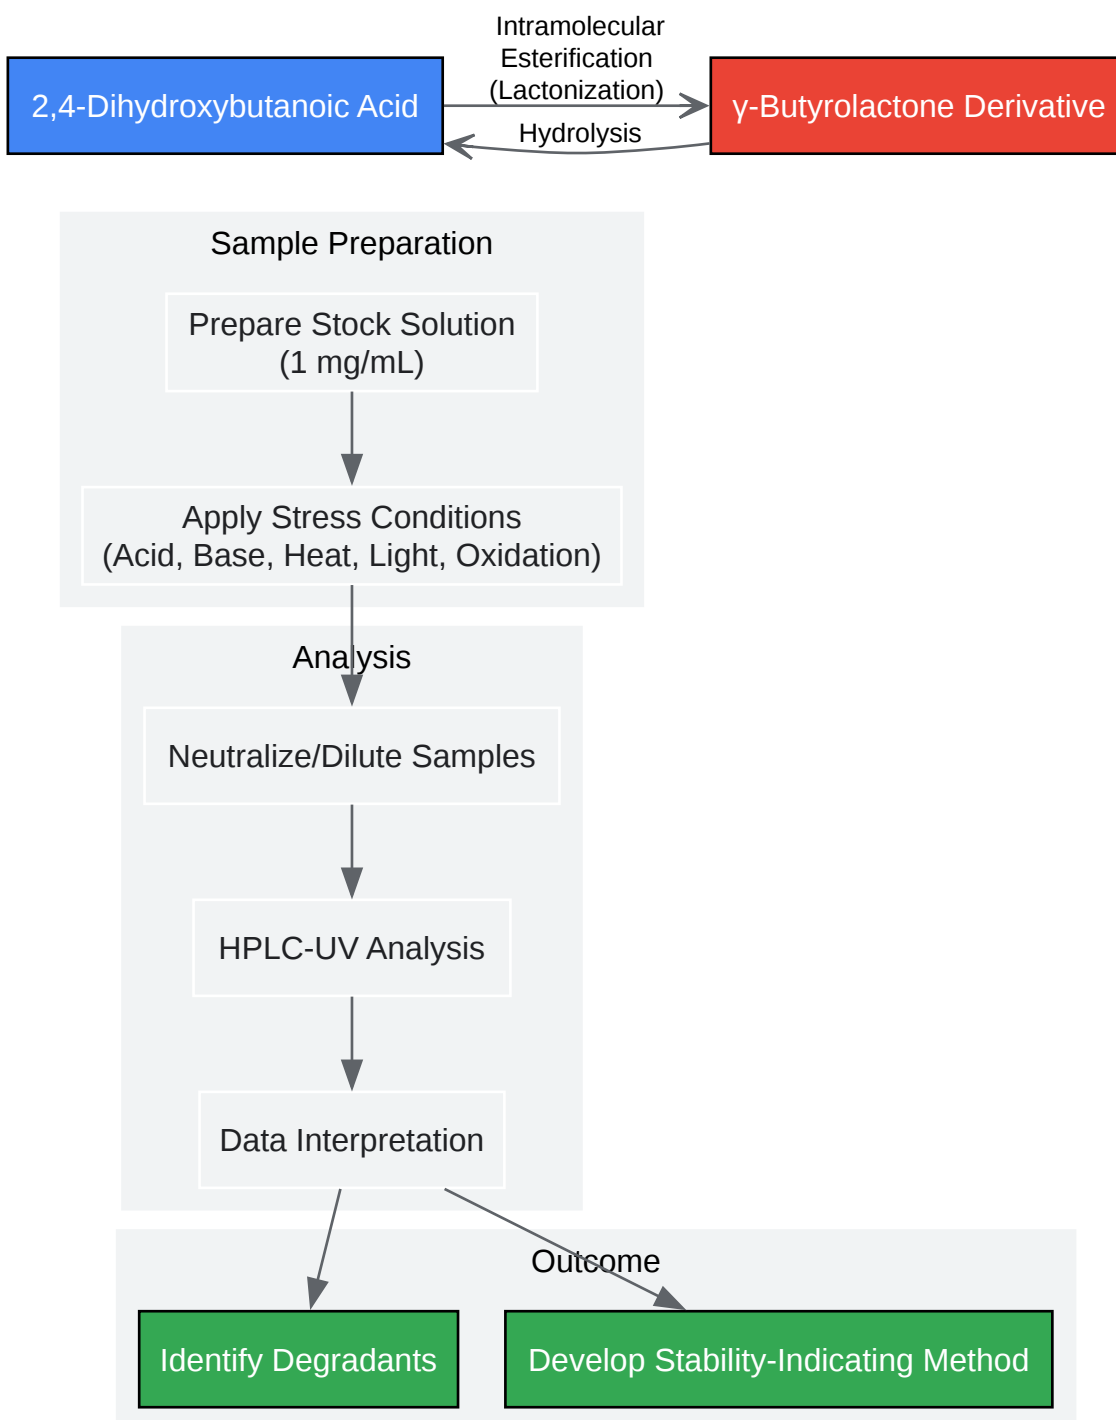 Intramolecular
Esterification
(Lactonization)
2,4-Dihydroxybutanoic Acid
γ-Butyrolactone Derivative
Hydrolysis
Sample Preparation
Prepare Stock Solution
(1 mg/mL)
Apply Stress Conditions
(Acid, Base, Heat, Light, Oxidation)
Analysis
Neutralize/Dilute Samples
HPLC-UV Analysis
Data Interpretation
Outcome
Identify Degradants
Develop Stability-Indicating Method